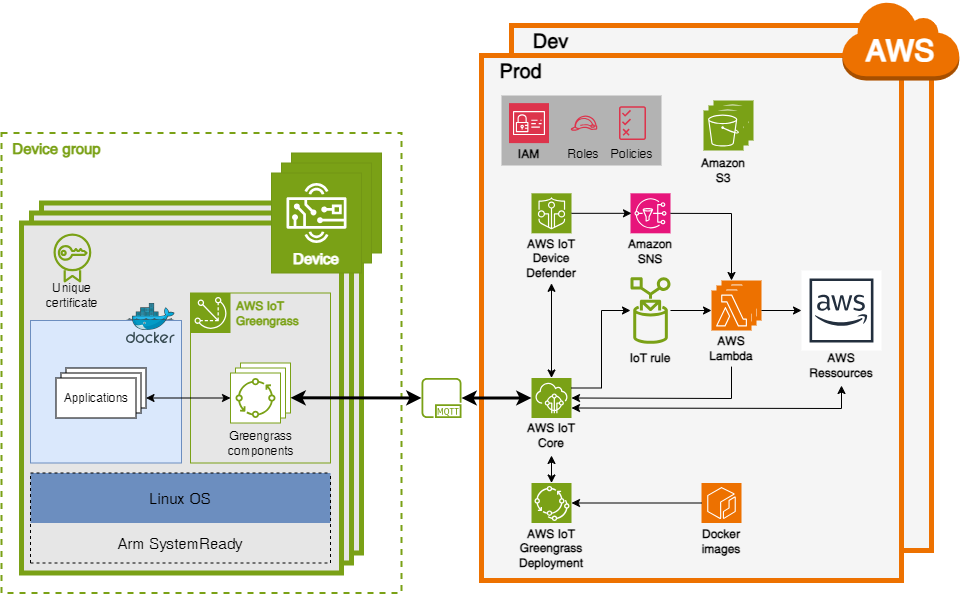 Dev
AWS
Prod
IAM
Roles
Policies
Amazon
S3
Device group
Device
Unique
certificate
docker
AWS IoT
Greengrass
Applications
Greengrass
components
Linux OS
Arm SystemReady
MQTT
AWS IoT
Device
Defender
Amazon
SNS
IoT rule
AWS
Lambda
aws
AWS
Ressources
AWS IoT
Core
AWS IoT
Greengrass
Deployment
Docker
images